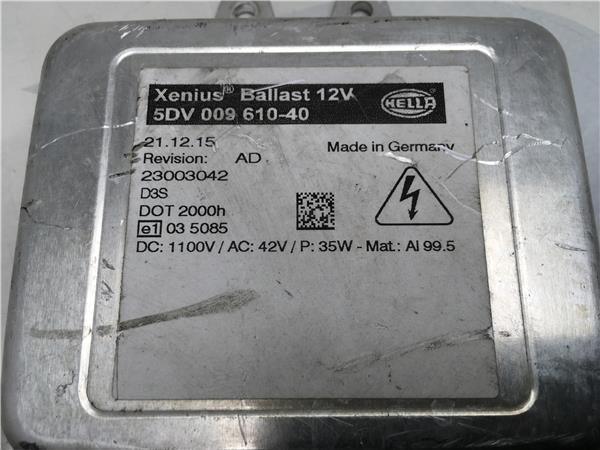 Xenius® Ballast 12V
5DV 009 610-40
HELLA
21.12.15
Made in Germany
Revision: AD
23003042
D3S
DOT 2000h
e1 03 5085
DC: 1100V / AC: 42V / P: 35W - Mat.: Al 99.5